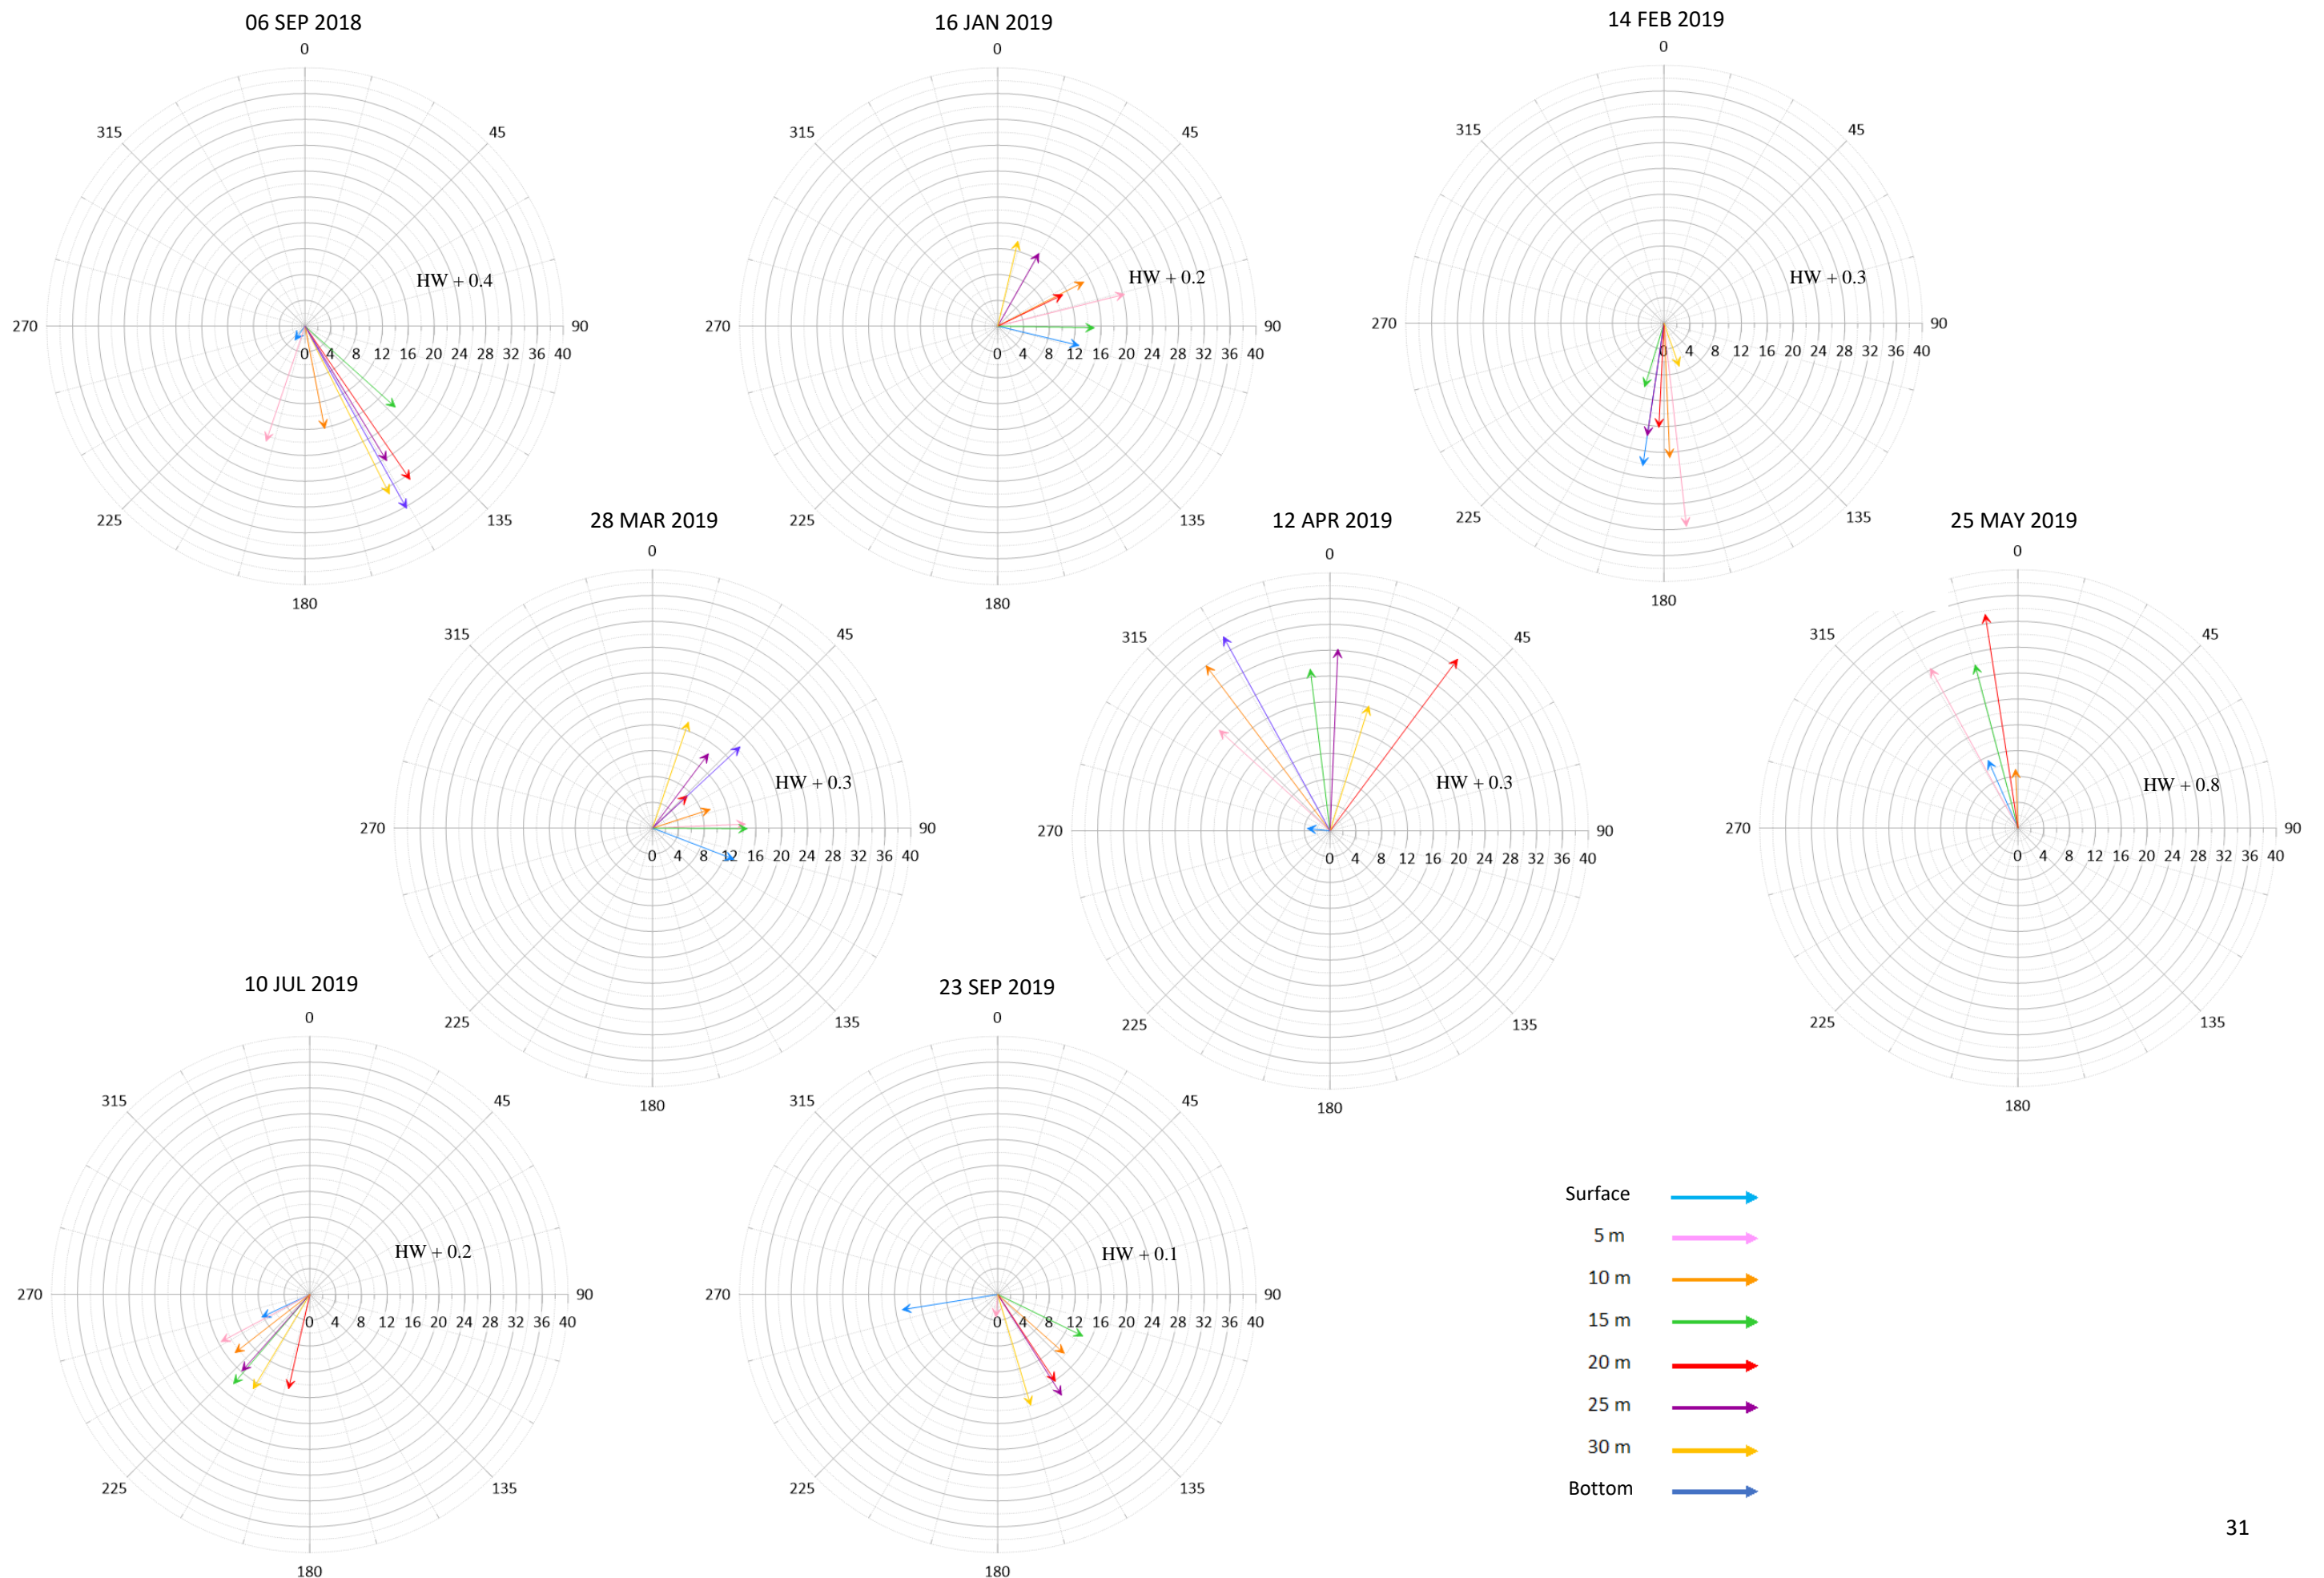 06 SEP 2018
0
45
90
135
180
225
270
315
HW + 0.4
0 4 8 12 16 20 24 28 32 36 40
16 JAN 2019
0
45
90
135
180
225
270
315
HW + 0.2
0 4 8 12 16 20 24 28 32 36 40
14 FEB 2019
0
45
90
135
180
225
270
315
HW + 0.3
0 4 8 12 16 20 24 28 32 36 40
28 MAR 2019
0
45
90
135
180
225
270
315
HW + 0.3
0 4 8 12 16 20 24 28 32 36 40
12 APR 2019
0
45
90
135
180
225
270
315
HW + 0.3
0 4 8 12 16 20 24 28 32 36 40
25 MAY 2019
0
45
90
135
180
225
270
315
HW + 0.8
0 4 8 12 16 20 24 28 32 36 40
10 JUL 2019
0
45
90
135
180
225
270
315
HW + 0.2
0 4 8 12 16 20 24 28 32 36 40
23 SEP 2019
0
45
90
135
180
225
270
315
HW + 0.1
0 4 8 12 16 20 24 28 32 36 40
Surface
5 m
10 m
15 m
20 m
25 m
30 m
Bottom
31